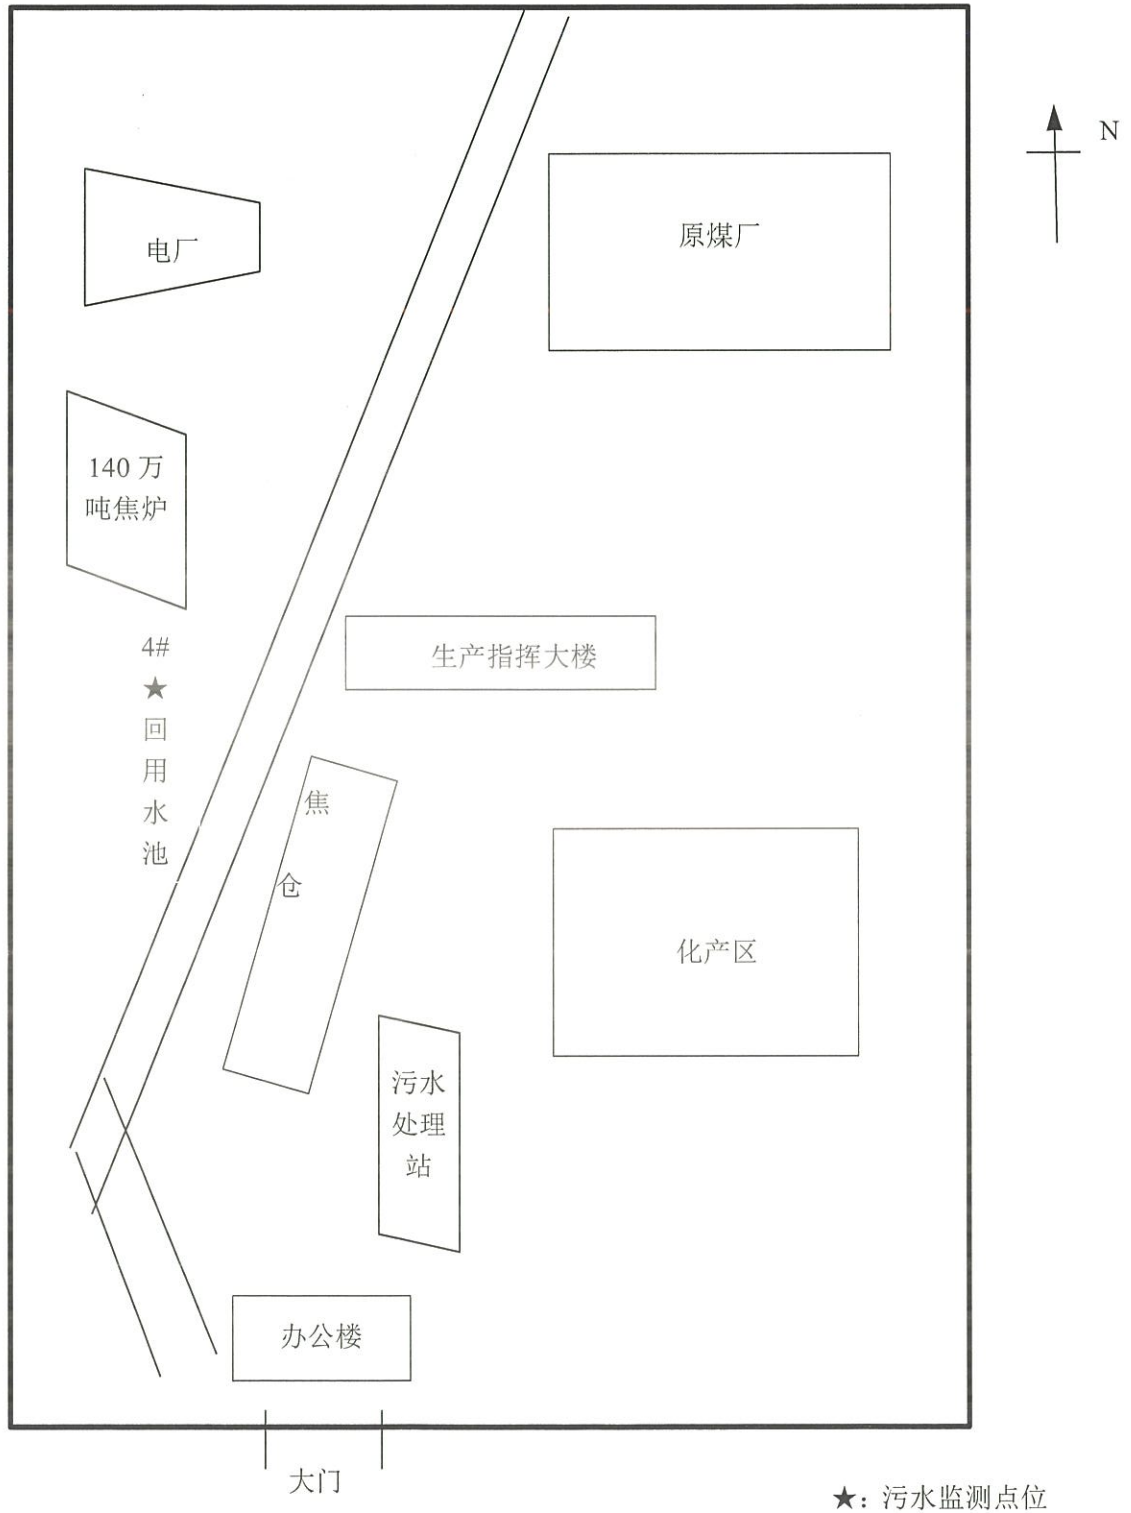 N
电厂
原煤厂
140 万
吨焦炉
4#
★
回
用
水
池
生产指挥大楼
焦
仓
化产区
污水
处理
站
办公楼
大门
★：污水监测点位